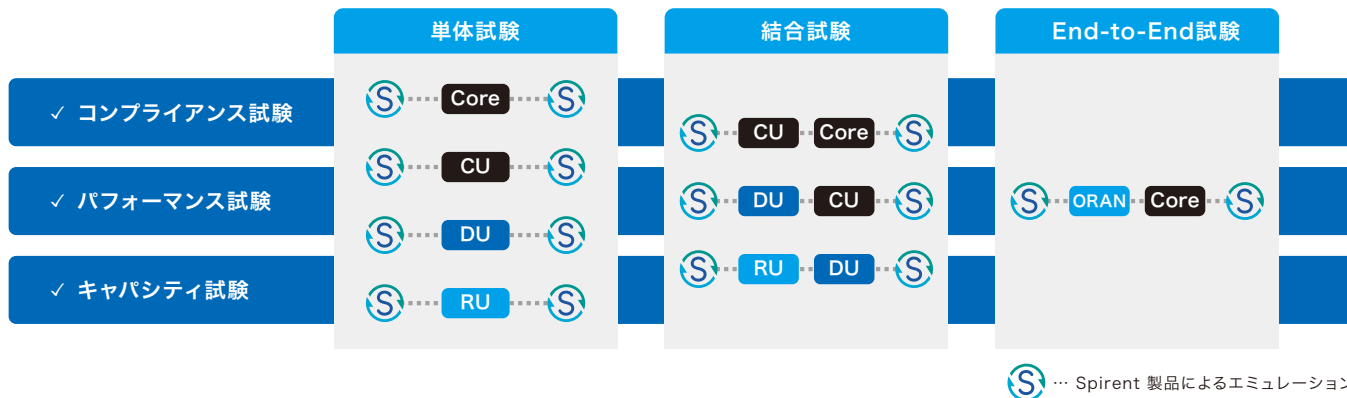 単体試験
結合試験
End-to-End試験
✓ コンプライアンス試験
✓ パフォーマンス試験
✓ キャパシティ試験
S Core S
S CU S
S DU S
S RU S
S CU Core S
S DU CU S
S RU DU S
S ORAN Core S
S … Spirent 製品によるエミュレーション